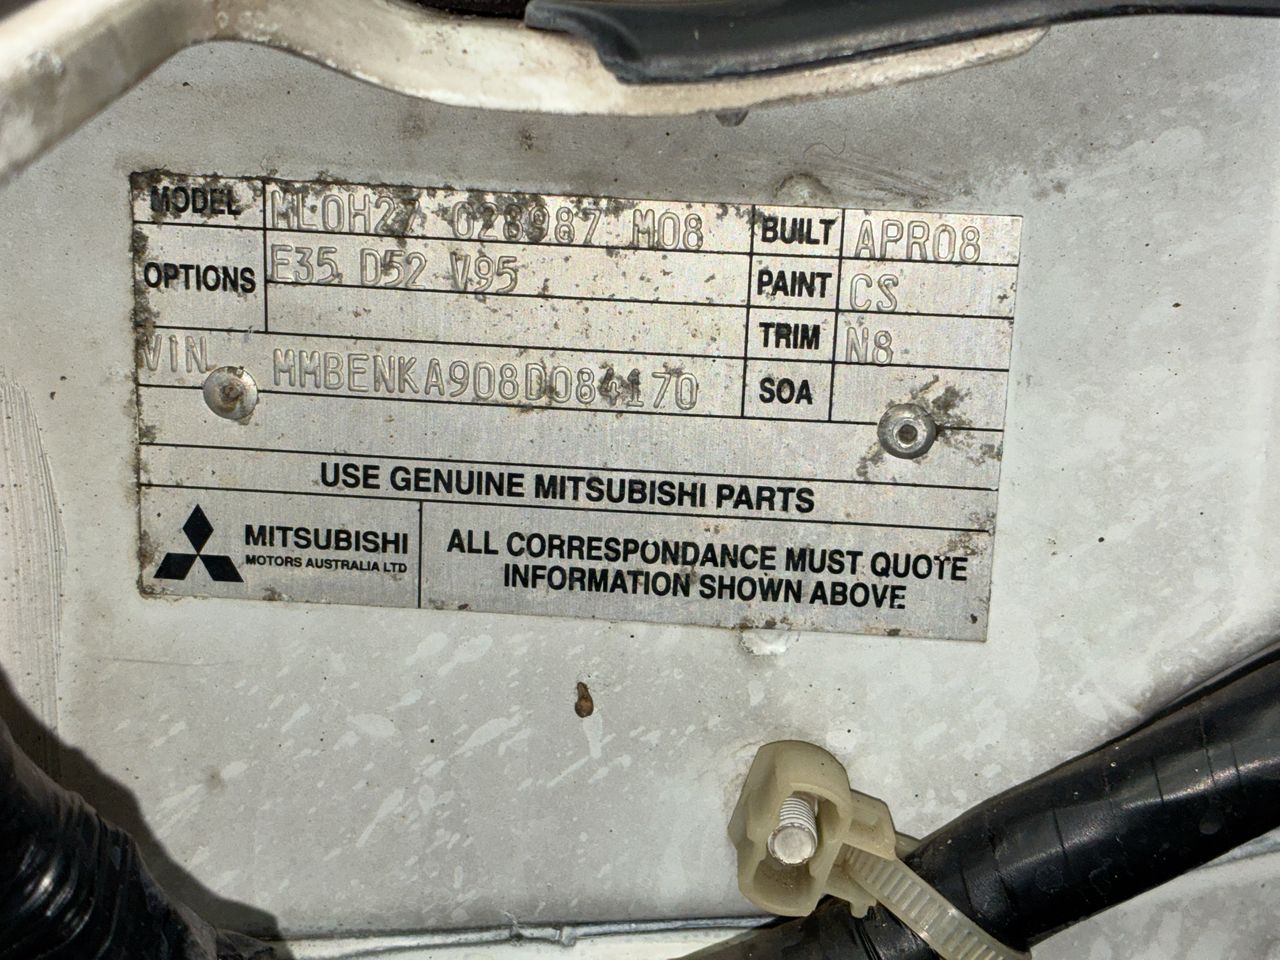 MODEL ML0H27 028987 M08 BUILT APR08
OPTIONS E35 D52 V95 PAINT CS
TRIM N8
VIN MMBENKA908D084170 SOA
USE GENUINE MITSUBISHI PARTS
MITSUBISHI
MOTORS AUSTRALIA LTD
ALL CORRESPONDANCE MUST QUOTE
INFORMATION SHOWN ABOVE